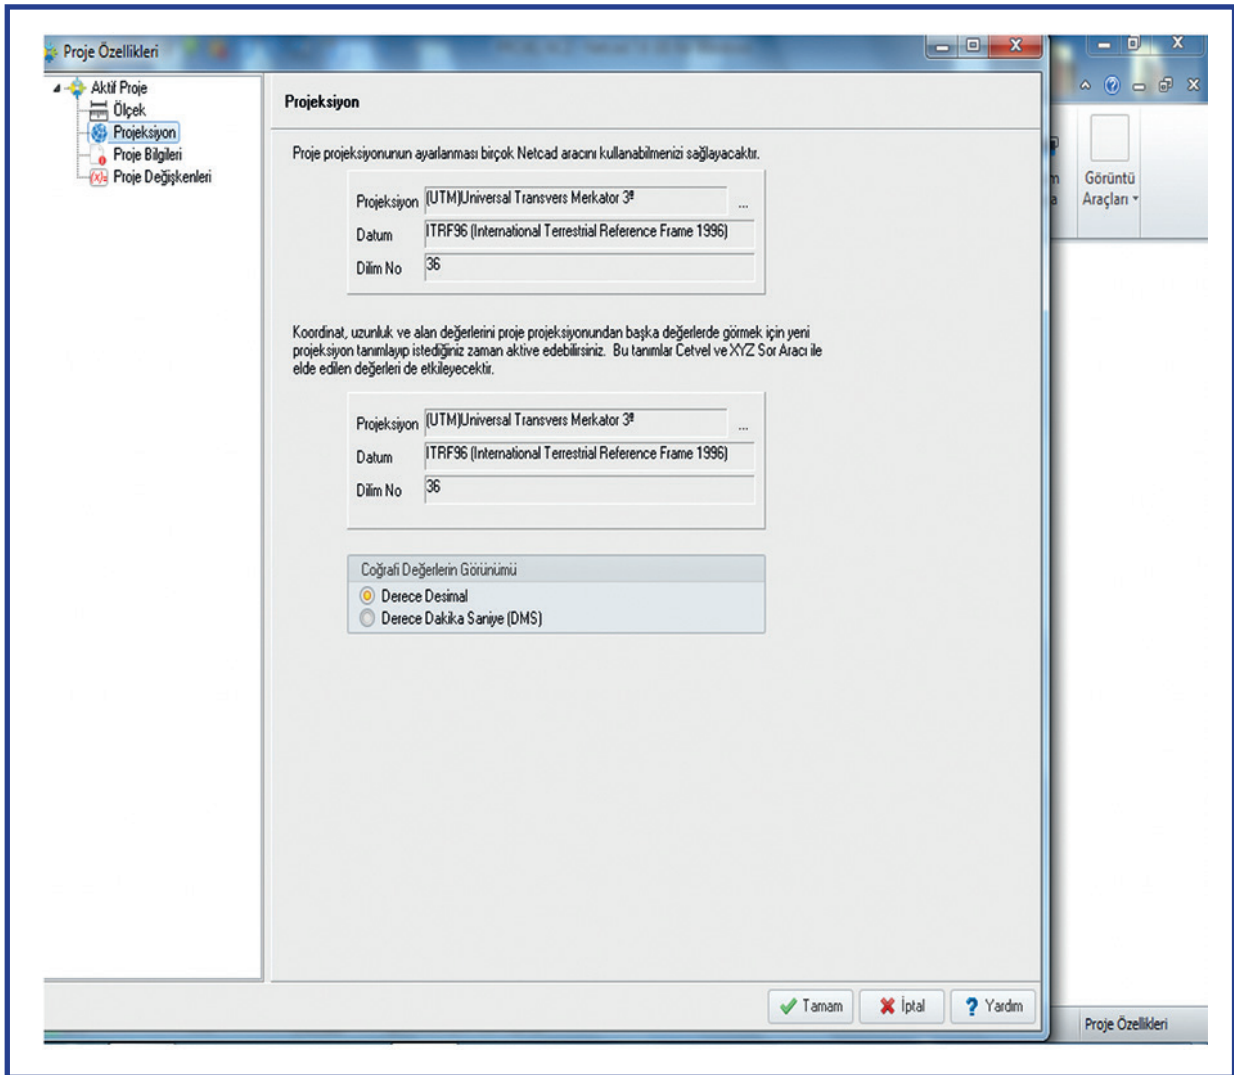 Proje Özellikleri
Aktif Proje
Ölçek
Projeksiyon
Proje Bilgileri
Proje Değişkenleri
Projeksiyon
Proje projeksiyonunun ayarlanması birçok Netcad aracını kullanabilmenizi sağlayacaktır.
Projeksiyon (UTM)Universal Transvers Merkator 3º ...
Datum ITRF96 (International Terrestrial Reference Frame 1996)
Dilim No 36
Koordinat, uzunluk ve alan değerlerini proje projeksiyonundan başka değerlerde görmek için yeni
projeksiyon tanımlayıp istediğiniz zaman aktive edebilirsiniz. Bu tanımlar Cetvel ve XYZ Sor Aracı ile
elde edilen değerleri de etkileyecektir.
Projeksiyon (UTM)Universal Transvers Merkator 3º ...
Datum ITRF96 (International Terrestrial Reference Frame 1996)
Dilim No 36
Coğrafi Değerlerin Görünümü
Derece Desimal
Derece Dakika Saniye (DMS)
Tamam
İptal
Yardım
Görüntü
Araçları
Proje Özellikleri